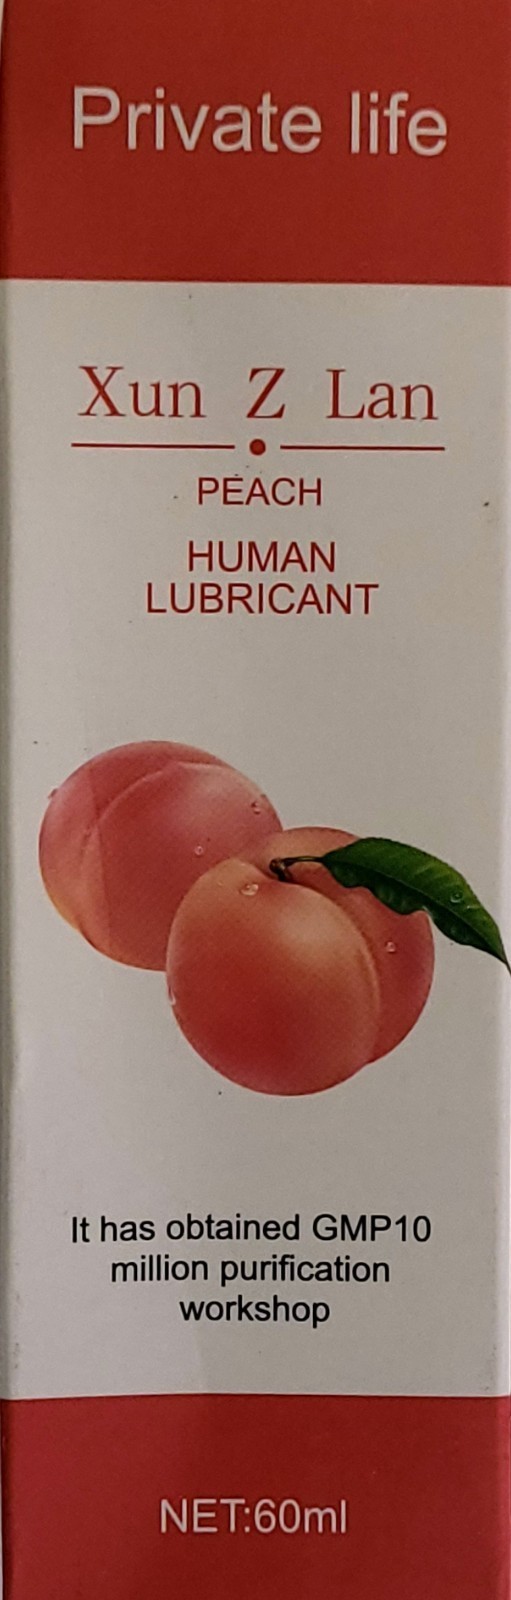 Private life
Xun Z Lan
PEACH
HUMAN
LUBRICANT
It has obtained GMP10
million purification
workshop
NET:60ml